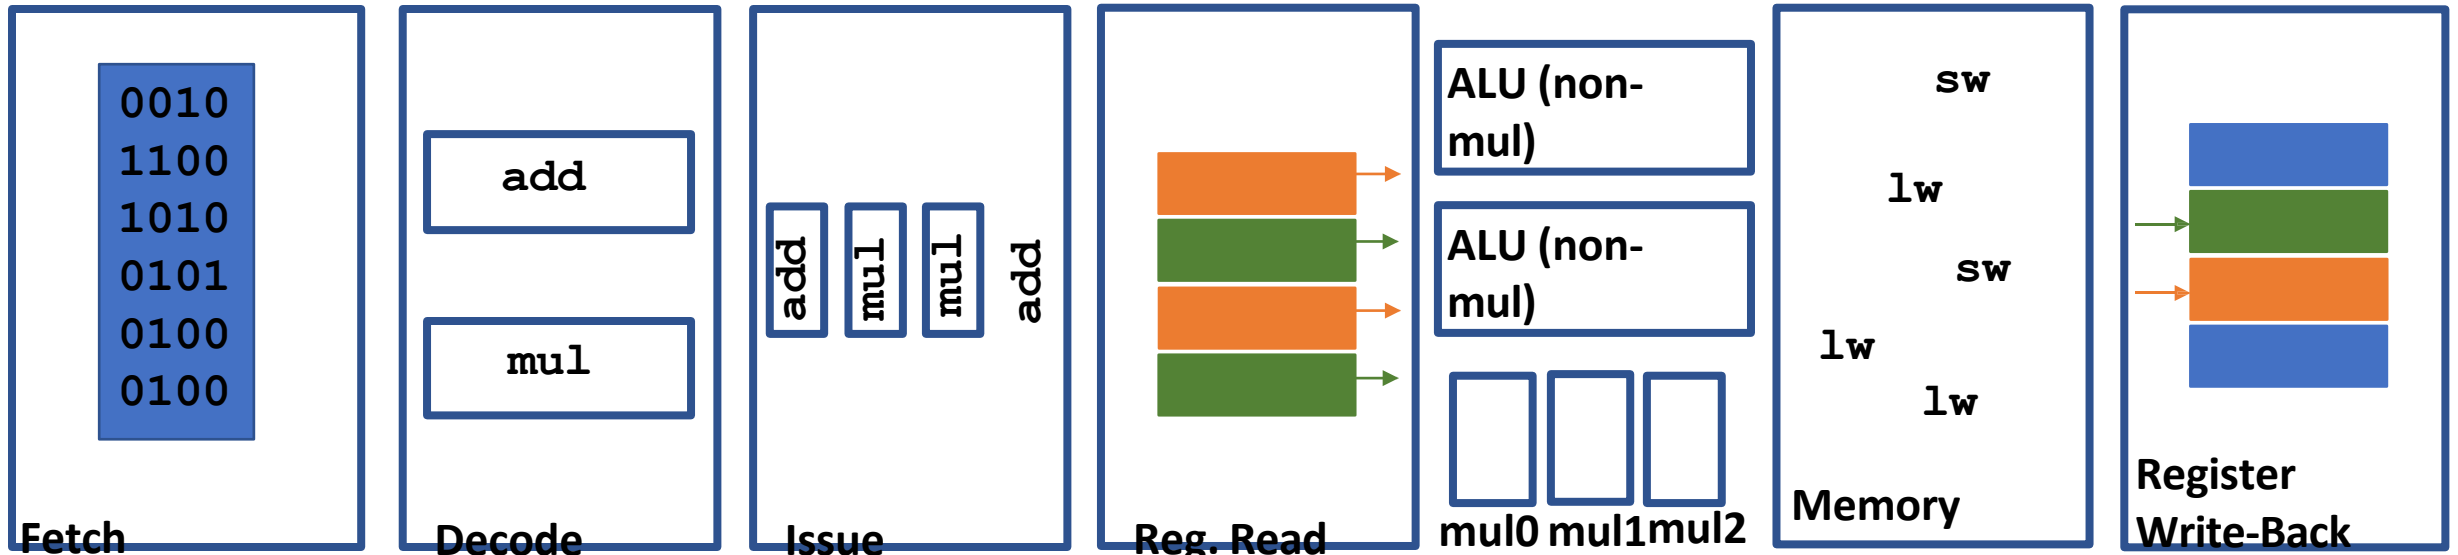 0010
1100
1010
0101
0100
0100
Fetch
add
mul
Decode
add
mul
mul
add
Issue
Reg. Read
ALU (non-
mul)
ALU (non-
mul)
mul0 mul1 mul2
sw
lw
sw
lw
lw
Memory
Register
Write-Back